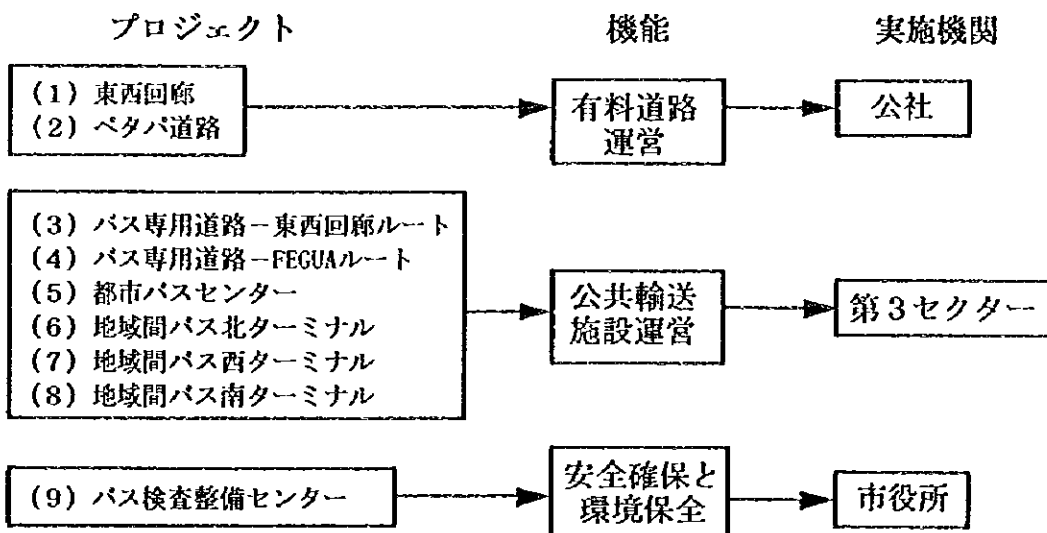 プロジェクト
機能
実施機関
(1) 東西回廊
(2) ペタパ道路
有料道路
運営
公社
(3) バス専用道路－東西回廊ルート
(4) バス専用道路－FEGUAルート
(5) 都市バスセンター
(6) 地域間バス北ターミナル
(7) 地域間バス西ターミナル
(8) 地域間バス南ターミナル
公共輸送
施設運営
第3セクター
(9) バス検査整備センター
安全確保と
環境保全
市役所